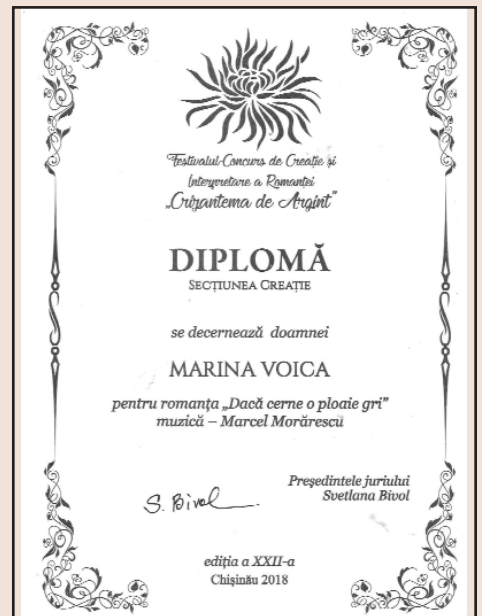 Festivalul-Concurs de Creație și
Interpretare a Romanței
„Crizantema de Argint”
DIPLOMĂ
SECȚIUNEA CREAȚIE
se decernează doamnei
MARINA VOICA
pentru romanța „Dacă cerne o ploaie gri”
muzică – Marcel Morărescu
Președintele juriului
Svetlana Bivol
S. Bivol
ediția a XXII-a
Chișinău 2018